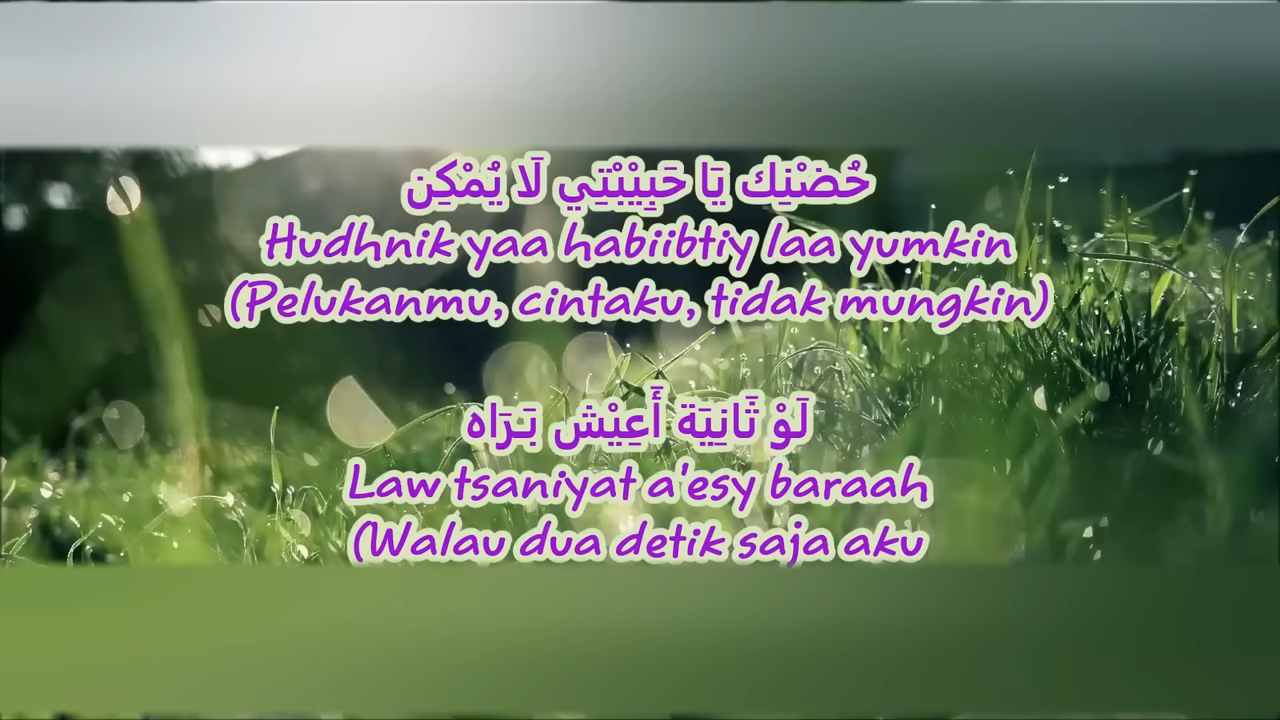 حُضْنِك يَا حَبِيْبْتِي لَا يُمْكِن
Hudhnik yaa habiibtiy laa yumkin
(Pelukanmu, cintaku, tidak mungkin)
لَوْ ثَانِيَة أَعِيْش بَرَاه
Law tsaniyat a'esy baraah
(Walau dua detik saja aku